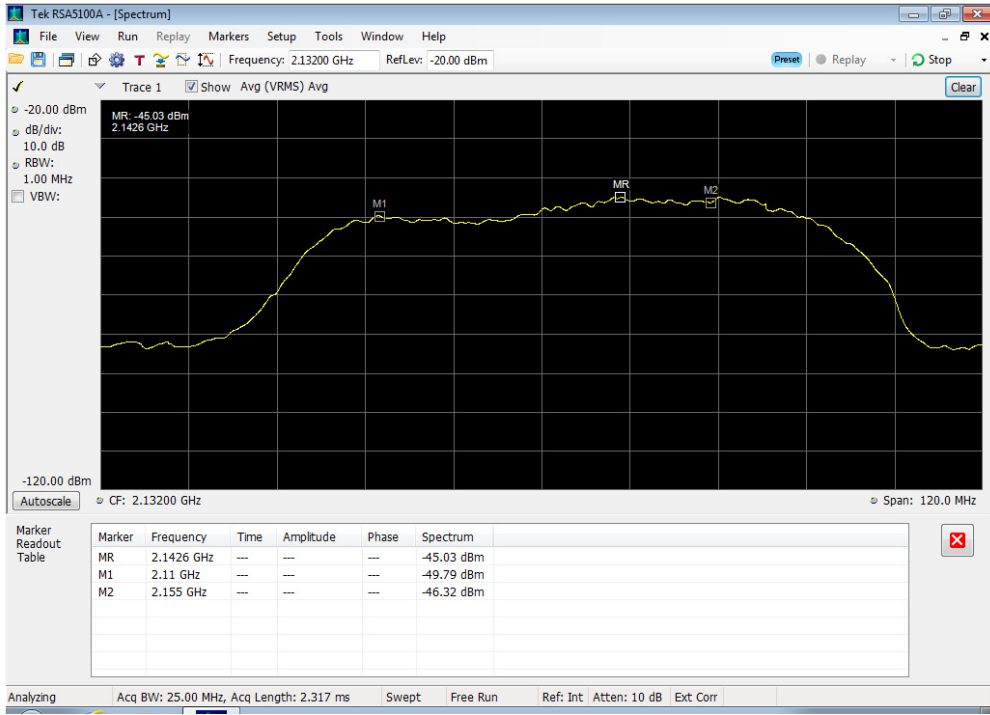 Tek RSA5100A - [Spectrum]
File View Run Replay Markers Setup Tools Window Help
Frequency: 2.13200 GHz RefLev: -20.00 dBm Preset Replay Stop
Trace 1 Show Avg (VRMS) Avg Clear
-20.00 dBm
dB/div:
10.0 dB
RBW:
1.00 MHz
VBW:
MR: -45.03 dBm
2.1426 GHz
M1
MR
M2
-120.00 dBm
Autoscale CF: 2.13200 GHz Span: 120.0 MHz
Marker
Readout
Table
Marker Frequency Time Amplitude Phase Spectrum
MR 2.1426 GHz --- --- --- -45.03 dBm
M1 2.11 GHz --- --- --- -49.79 dBm
M2 2.155 GHz --- --- --- -46.32 dBm
Analyzing Acq BW: 25.00 MHz, Acq Length: 2.317 ms Swept Free Run Ref: Int Atten: 10 dB Ext Corr